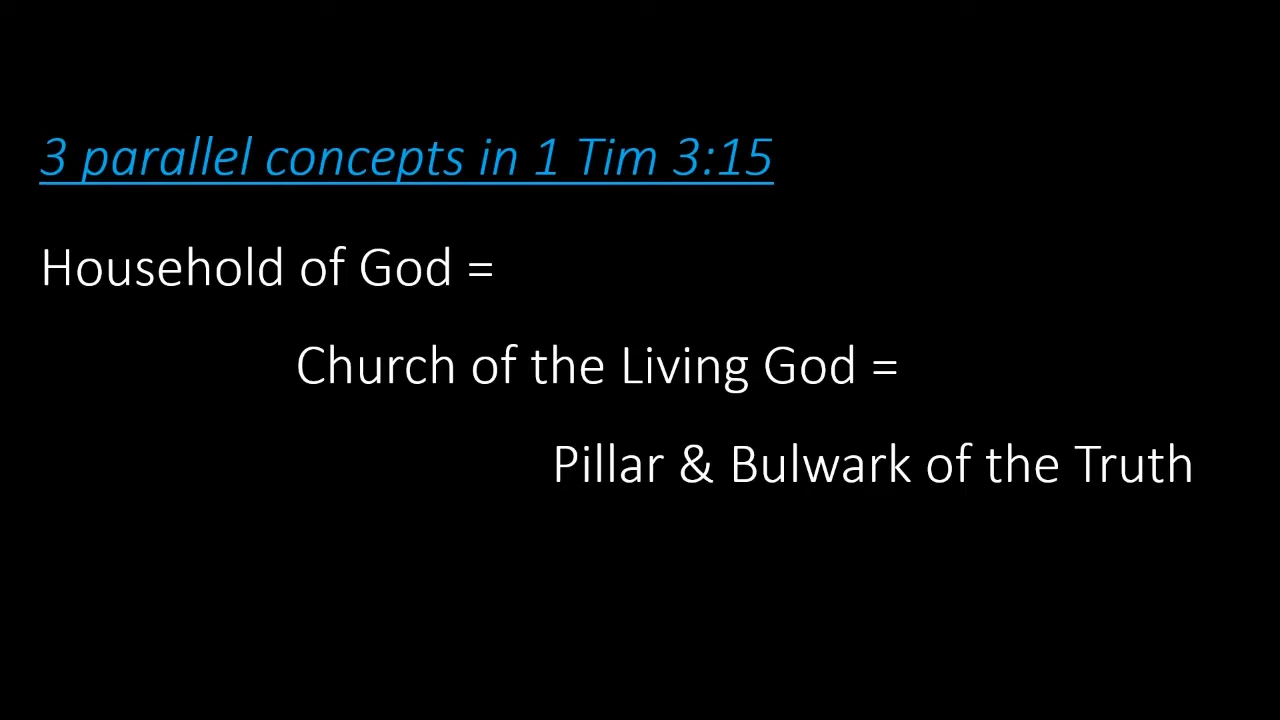 3 parallel concepts in 1 Tim 3:15
Household of God =
Church of the Living God =
Pillar & Bulwark of the Truth